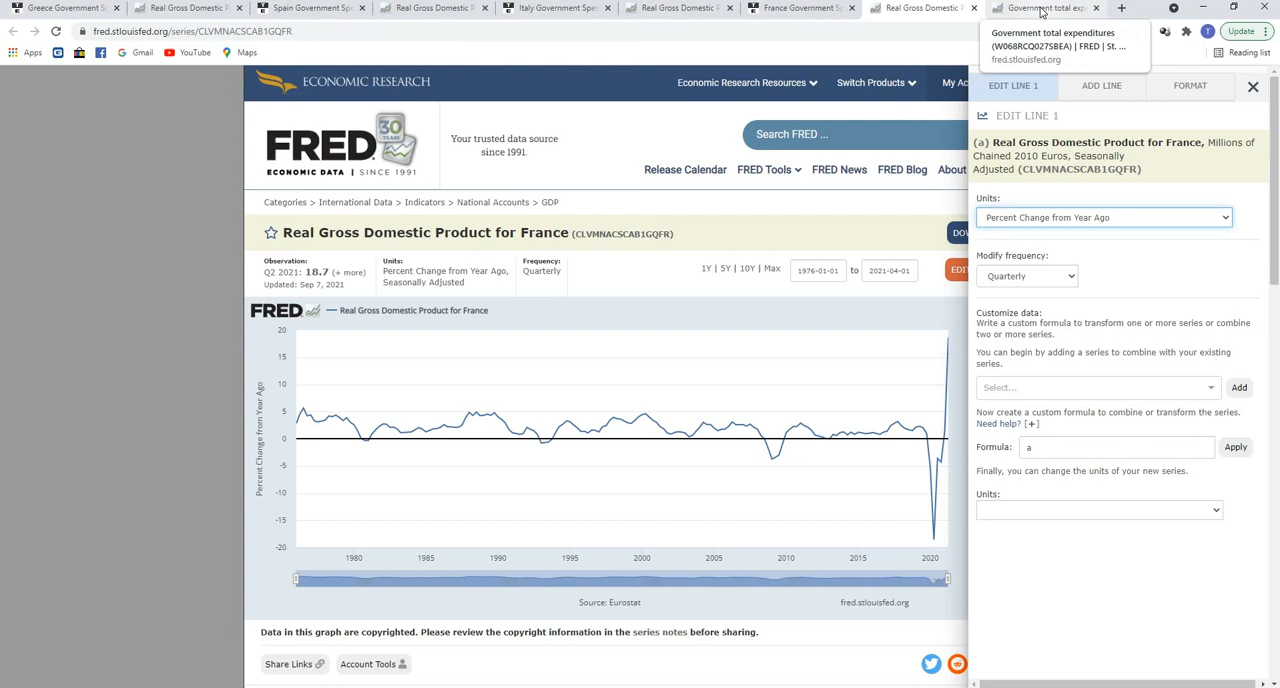 Greece Government Spe
Real Gross Domestic P
Spain Government Spe
Real Gross Domestic P
Italy Government Spen
Real Gross Domestic P
France Government Sp
Real Gross Domestic P
Government total exp
fred.stlouisfed.org/series/CLVMNACSCAB1GQFR
T
Update
Apps
Gmail
YouTube
Maps
Reading list
Government total expenditures
(W068RCQ027SBEA) | FRED | St. ...
fred.stlouisfed.org
ECONOMIC RESEARCH
Economic Research Resources
Switch Products
My Ac
FRED
30
YEARS
ECONOMIC DATA | SINCE 1991
Your trusted data source
since 1991.
Search FRED ...
Release Calendar
FRED Tools
FRED News
FRED Blog
About
Categories > International Data > Indicators > National Accounts > GDP
Real Gross Domestic Product for France (CLVMNACSCAB1GQFR)
DOW
Observation:
Q2 2021: 18.7 (+ more)
Updated: Sep 7, 2021
Units:
Percent Change from Year Ago,
Seasonally Adjusted
Frequency:
Quarterly
1Y | 5Y | 10Y | Max
1976-01-01
to
2021-04-01
EDIT
FRED
Real Gross Domestic Product for France
Percent Change from Year Ago
20
15
10
5
0
-5
-10
-15
-20
1980
1985
1990
1995
2000
2005
2010
2015
2020
Source: Eurostat
fred.stlouisfed.org
Data in this graph are copyrighted. Please review the copyright information in the series notes before sharing.
Share Links
Account Tools
EDIT LINE 1
ADD LINE
FORMAT
EDIT LINE 1
(a) Real Gross Domestic Product for France, Millions of
Chained 2010 Euros, Seasonally
Adjusted (CLVMNACSCAB1GQFR)
Units:
Percent Change from Year Ago
Modify frequency:
Quarterly
Customize data:
Write a custom formula to transform one or more series or combine
two or more series.
You can begin by adding a series to combine with your existing
series.
Select...
Add
Now create a custom formula to combine or transform the series.
Need help? [+]
Formula:
a
Apply
Finally, you can change the units of your new series.
Units: